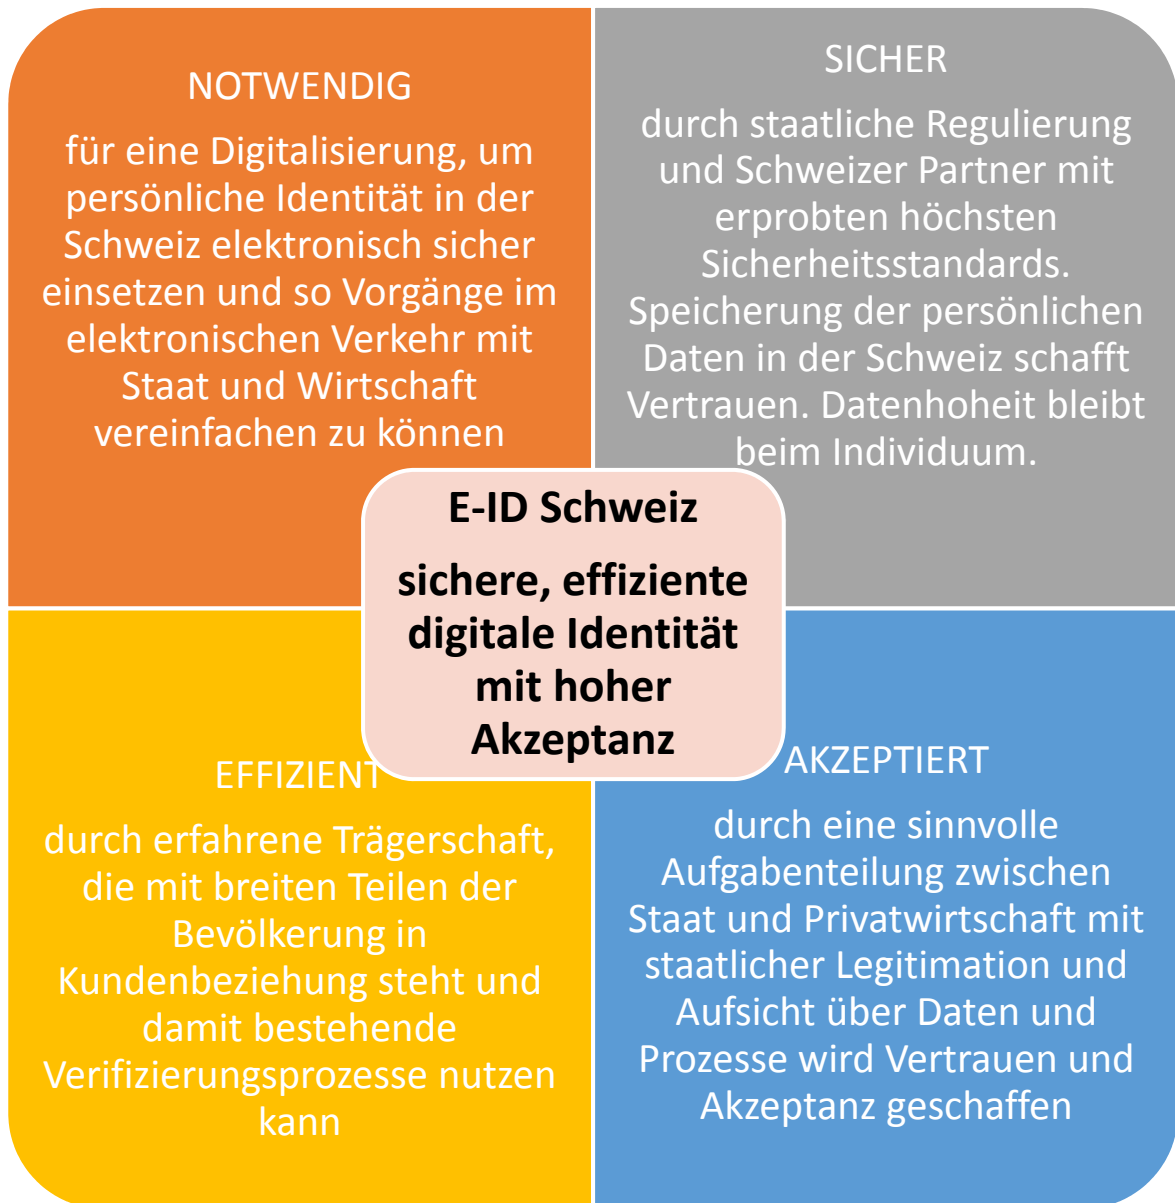 NOTWENDIG
für eine Digitalisierung, um
persönliche Identität in der
Schweiz elektronisch sicher
einsetzen und so Vorgänge im
elektronischen Verkehr mit
Staat und Wirtschaft
vereinfachen zu können
SICHER
durch staatliche Regulierung
und Schweizer Partner mit
erprobten höchsten
Sicherheitsstandards.
Speicherung der persönlichen
Daten in der Schweiz schafft
Vertrauen. Datenhoheit bleibt
beim Individuum.
E-ID Schweiz
sichere, effiziente
digitale Identität
mit hoher
Akzeptanz
EFFIZIENT
durch erfahrene Trägerschaft,
die mit breiten Teilen der
Bevölkerung in
Kundenbeziehung steht und
damit bestehende
Verifizierungsprozesse nutzen
kann
AKZEPTIERT
durch eine sinnvolle
Aufgabenteilung zwischen
Staat und Privatwirtschaft mit
staatlicher Legitimation und
Aufsicht über Daten und
Prozesse wird Vertrauen und
Akzeptanz geschaffen